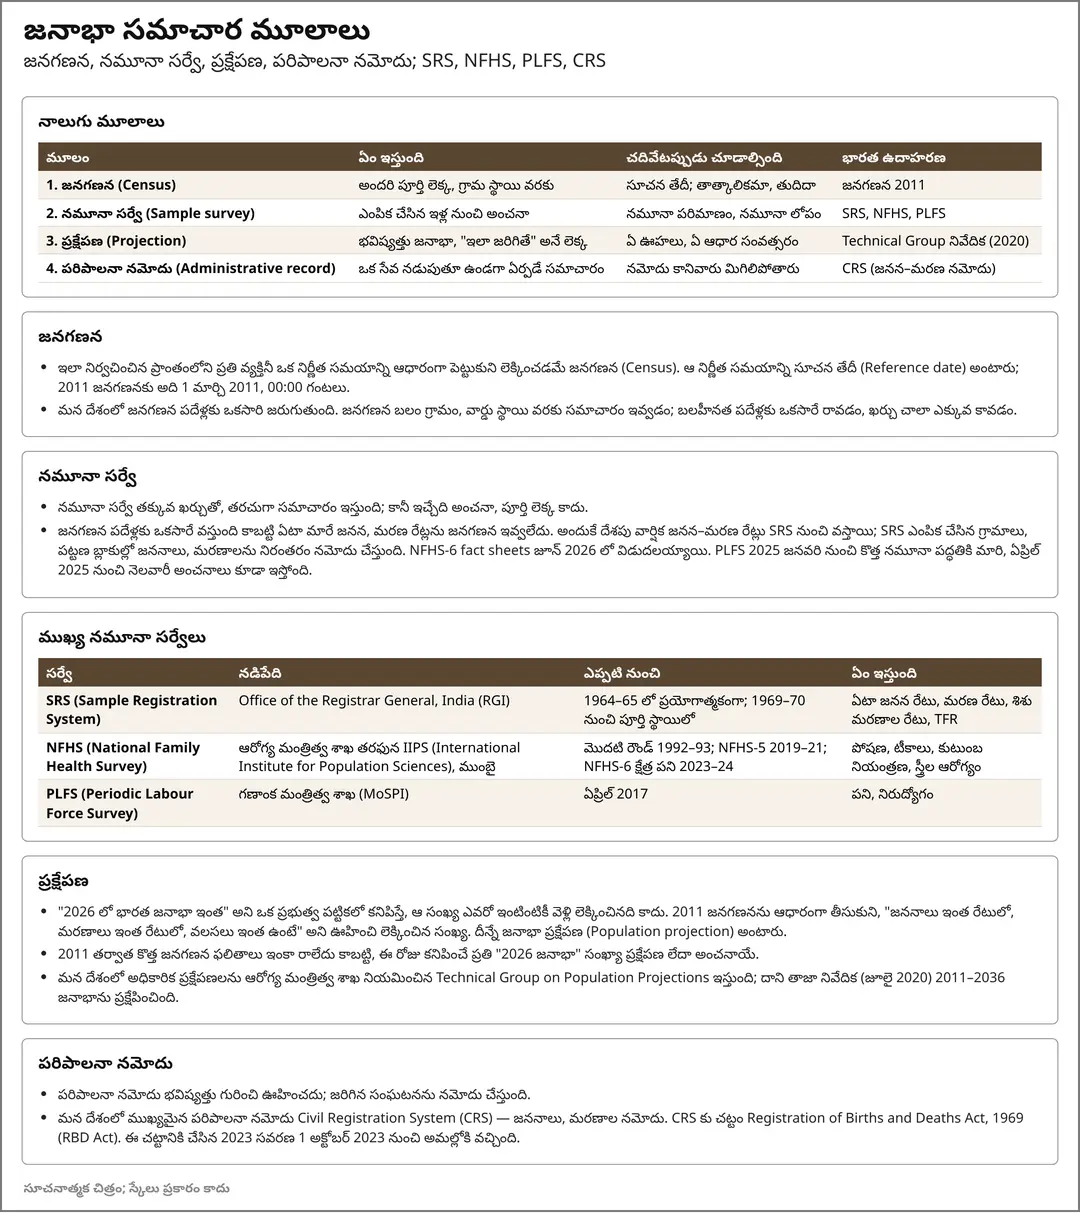 జనాభా సమాచార మూలాలు
జనగణన, నమూనా సర్వే, ప్రక్షేపణ, పరిపాలనా నమోదు; SRS, NFHS, PLFS, CRS
నాలుగు మూలాలు
మూలం ఏం ఇస్తుంది చదివేటప్పుడు చూడాల్సింది భారత ఉదాహరణ
1. జనగణన (Census) అందరి పూర్తి లెక్క, గ్రామ స్థాయి వరకు సూచన తేదీ; తాత్కాలికమా, తుదిదా జనగణన 2011
2. నమూనా సర్వే (Sample survey) ఎంపిక చేసిన ఇళ్ల నుంచి అంచనా నమూనా పరిమాణం, నమూనా లోపం SRS, NFHS, PLFS
3. ప్రక్షేపణ (Projection) భవిష్యత్తు జనాభా, "ఇలా జరిగితే" అనే లెక్క ఏ ఊహలు, ఏ ఆధార సంవత్సరం Technical Group నివేదిక (2020)
4. పరిపాలనా నమోదు (Administrative record) ఒక సేవ నడుపుతూ ఉండగా ఏర్పడే సమాచారం నమోదు కానివారు మిగిలిపోతారు CRS (జనన–మరణ నమోదు)
జనగణన
• ఇలా నిర్వచించిన ప్రాంతంలోని ప్రతి వ్యక్తినీ ఒక నిర్ణీత సమయాన్ని ఆధారంగా పెట్టుకుని లెక్కించడమే జనగణన (Census). ఆ నిర్ణీత సమయాన్ని సూచన తేదీ (Reference date) అంటారు;
2011 జనగణనకు అది 1 మార్చి 2011, 00:00 గంటలు.
• మన దేశంలో జనగణన పదేళ్లకు ఒకసారి జరుగుతుంది. జనగణన బలం గ్రామం, వార్డు స్థాయి వరకు సమాచారం ఇవ్వడం; బలహీనత పదేళ్లకు ఒకసారే రావడం, ఖర్చు చాలా ఎక్కువ కావడం.
నమూనా సర్వే
• నమూనా సర్వే తక్కువ ఖర్చుతో, తరచుగా సమాచారం ఇస్తుంది; కానీ ఇచ్చేది అంచనా, పూర్తి లెక్క కాదు.
• జనగణన పదేళ్లకు ఒకసారే వస్తుంది కాబట్టి ఏటా మారే జనన, మరణ రేట్లను జనగణన ఇవ్వలేదు. అందుకే దేశపు వార్షిక జనన–మరణ రేట్లు SRS నుంచి వస్తాయి; SRS ఎంపిక చేసిన గ్రామాలు,
పట్టణ బ్లాకుల్లో జననాలు, మరణాలను నిరంతరం నమోదు చేస్తుంది. NFHS-6 fact sheets జూన్ 2026 లో విడుదలయ్యాయి. PLFS 2025 జనవరి నుంచి కొత్త నమూనా పద్ధతికి మారి, ఏప్రిల్
2025 నుంచి నెలవారీ అంచనాలు కూడా ఇస్తోంది.
ముఖ్య నమూనా సర్వేలు
సర్వే నడిపేది ఎప్పటి నుంచి ఏం ఇస్తుంది
SRS (Sample Registration Office of the Registrar General, India (RGI) 1964–65 లో ప్రయోగాత్మకంగా; 1969–70 ఏటా జనన రేటు, మరణ రేటు, శిశు
System) నుంచి పూర్తి స్థాయిలో మరణాల రేటు, TFR
NFHS (National Family ఆరోగ్య మంత్రిత్వ శాఖ తరఫున IIPS (International మొదటి రౌండ్ 1992–93; NFHS-5 2019–21; పోషణ, టీకాలు, కుటుంబ
Health Survey) Institute for Population Sciences), ముంబై NFHS-6 క్షేత్ర పని 2023–24 నియంత్రణ, స్త్రీల ఆరోగ్యం
PLFS (Periodic Labour గణాంక మంత్రిత్వ శాఖ (MoSPI) ఏప్రిల్ 2017 పని, నిరుద్యోగం
Force Survey)
ప్రక్షేపణ
• "2026 లో భారత జనాభా ఇంత" అని ఒక ప్రభుత్వ పట్టికలో కనిపిస్తే, ఆ సంఖ్య ఎవరో ఇంటింటికీ వెళ్లి లెక్కించినది కాదు. 2011 జనగణనను ఆధారంగా తీసుకుని, "జననాలు ఇంత రేటులో,
మరణాలు ఇంత రేటులో, వలసలు ఇంత ఉంటే" అని ఊహించి లెక్కించిన సంఖ్య. దీన్నే జనాభా ప్రక్షేపణ (Population projection) అంటారు.
• 2011 తర్వాత కొత్త జనగణన ఫలితాలు ఇంకా రాలేదు కాబట్టి, ఈ రోజు కనిపించే ప్రతి "2026 జనాభా" సంఖ్యా ప్రక్షేపణ లేదా అంచనాయే.
• మన దేశంలో అధికారిక ప్రక్షేపణలను ఆరోగ్య మంత్రిత్వ శాఖ నియమించిన Technical Group on Population Projections ఇస్తుంది; దాని తాజా నివేదిక (జూలై 2020) 2011–2036
జనాభాను ప్రక్షేపించింది.
పరిపాలనా నమోదు
• పరిపాలనా నమోదు భవిష్యత్తు గురించి ఊహించదు; జరిగిన సంఘటనను నమోదు చేస్తుంది.
• మన దేశంలో ముఖ్యమైన పరిపాలనా నమోదు Civil Registration System (CRS) — జననాలు, మరణాల నమోదు. CRS కు చట్టం Registration of Births and Deaths Act, 1969
(RBD Act). ఈ చట్టానికి చేసిన 2023 సవరణ 1 అక్టోబర్ 2023 నుంచి అమల్లోకి వచ్చింది.
సూచనాత్మక చిత్రం; స్కేలు ప్రకారం కాదు